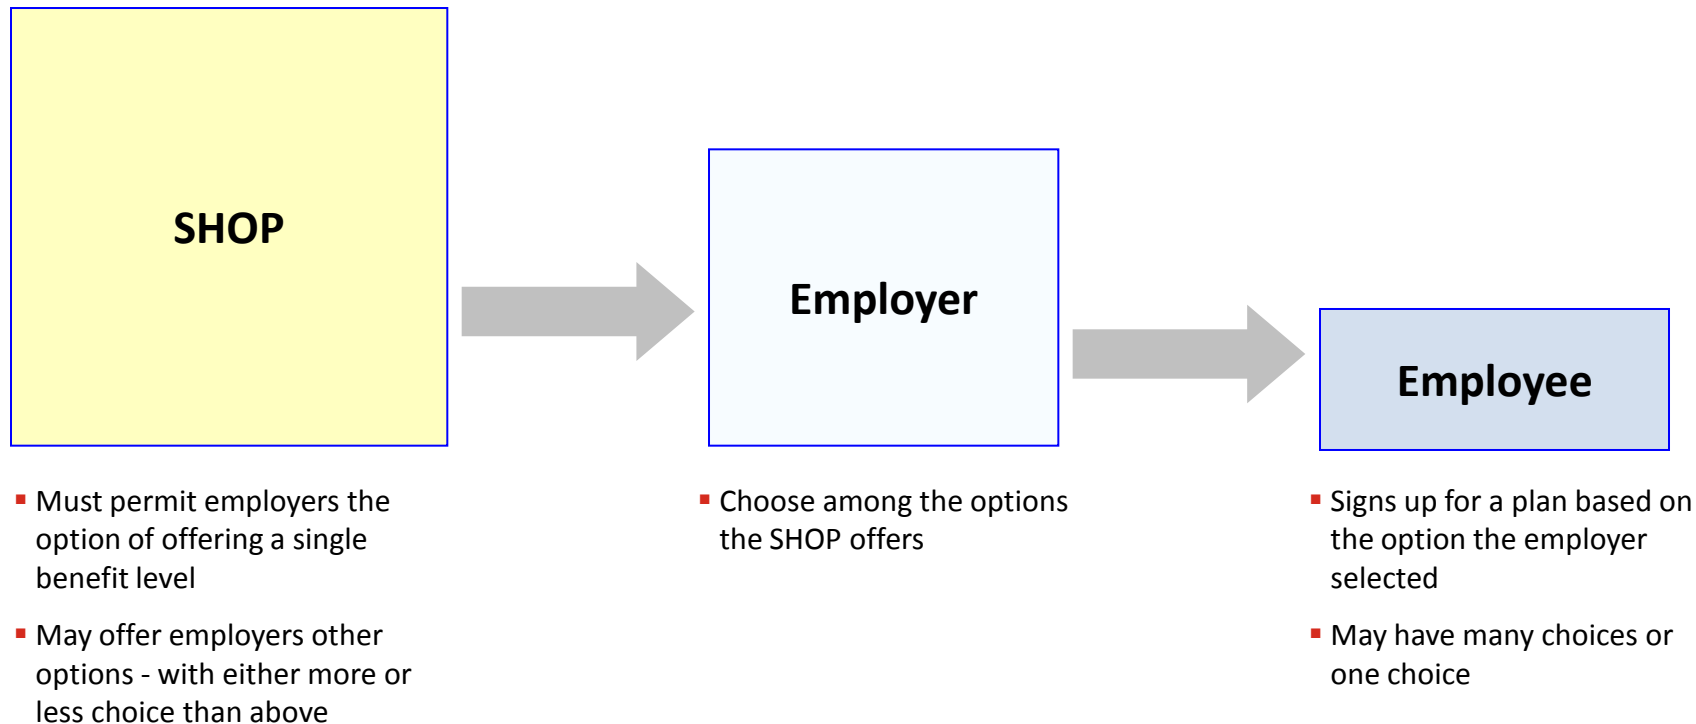 SHOP
Employer
Employee
▪ Must permit employers the
option of offering a single
benefit level
▪ May offer employers other
options - with either more or
less choice than above
▪ Choose among the options
the SHOP offers
▪ Signs up for a plan based on
the option the employer
selected
▪ May have many choices or
one choice